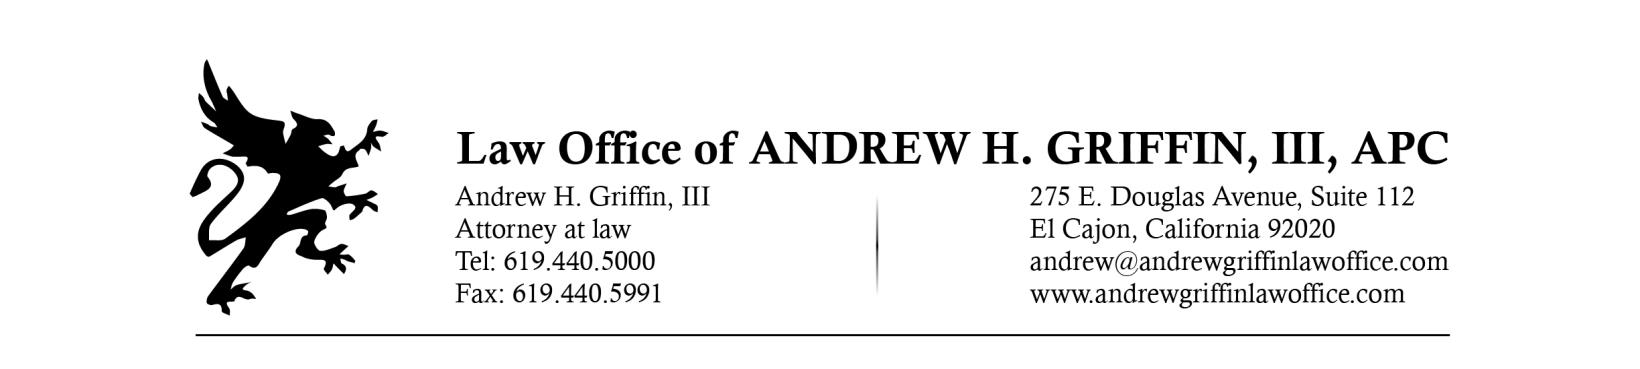 Law Office of ANDREW H. GRIFFIN, III, APC
Andrew H. Griffin, III
Attorney at law
Tel: 619.440.5000
Fax: 619.440.5991
275 E. Douglas Avenue, Suite 112
El Cajon, California 92020
andrew@andrewgriffinlawoffice.com
www.andrewgriffinlawoffice.com